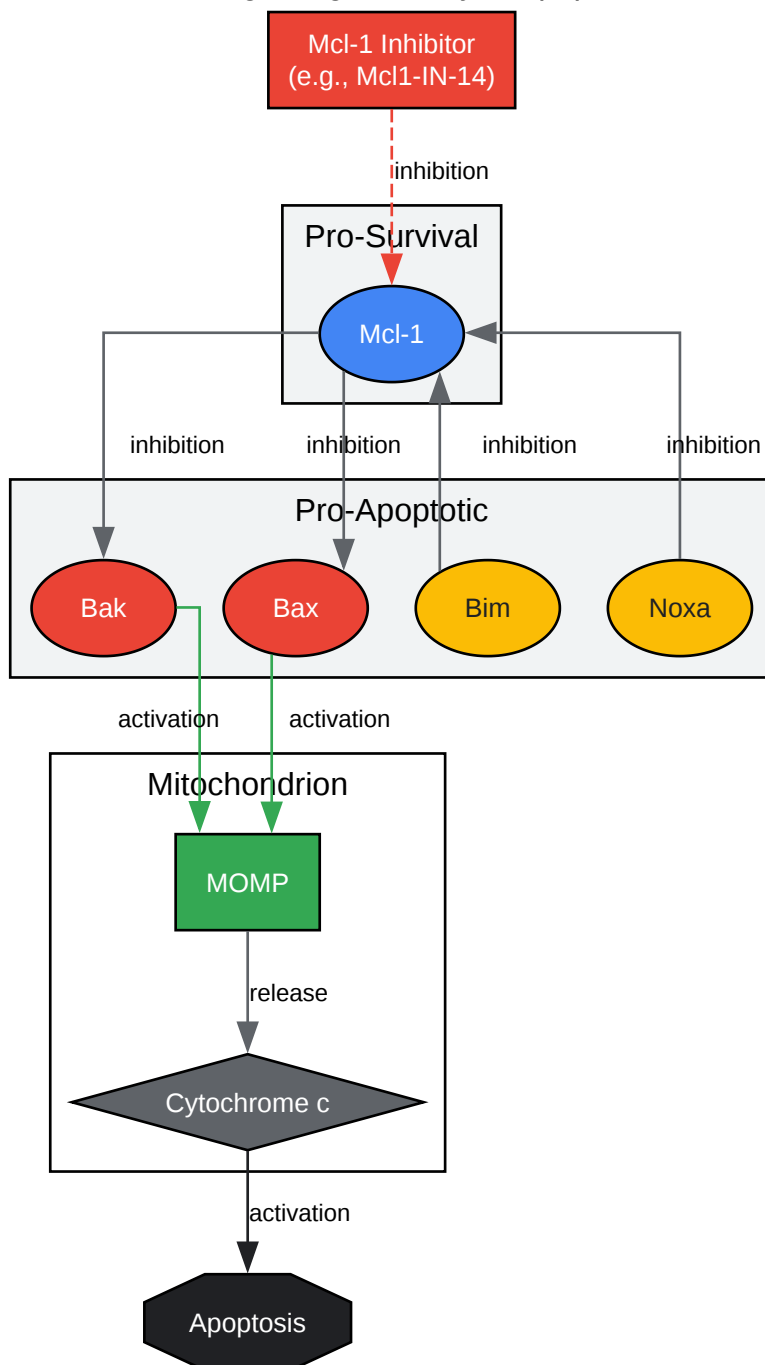 Mcl-1 Inhibitor
(e.g., Mcl1-IN-14)
inhibition
Pro-Survival
Mcl-1
inhibition
inhibition
inhibition
inhibition
Pro-Apoptotic
Bak
Bax
Bim
Noxa
activation
activation
Mitochondrion
MOMP
release
Cytochrome c
activation
Apoptosis